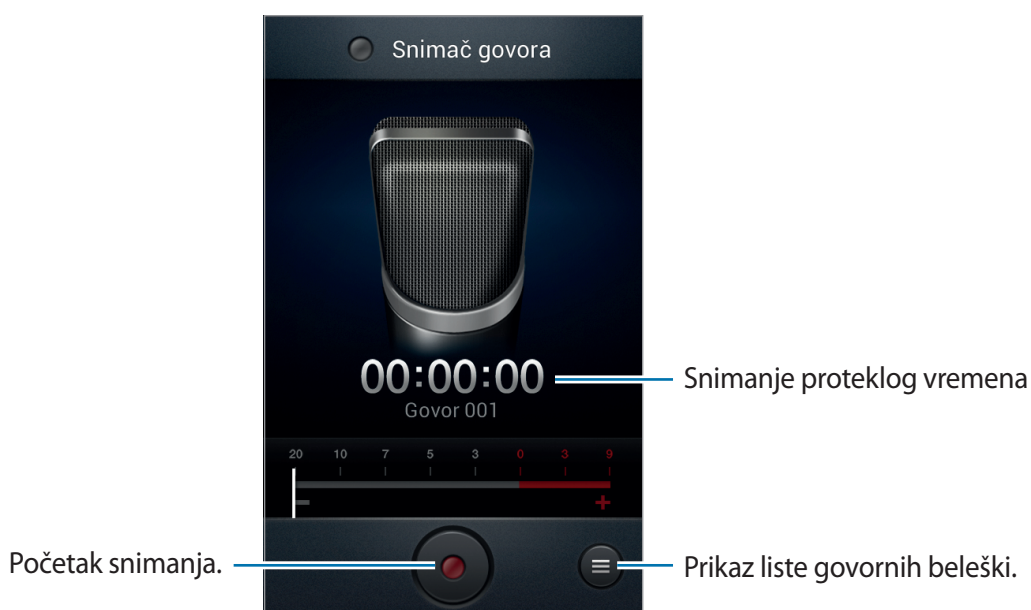 Snimač govora
00:00:00
Snimanje proteklog vremena
Govor 001
20 10 7 5 3 0 3 9
- +
Početak snimanja.
Prikaz liste govornih beleški.